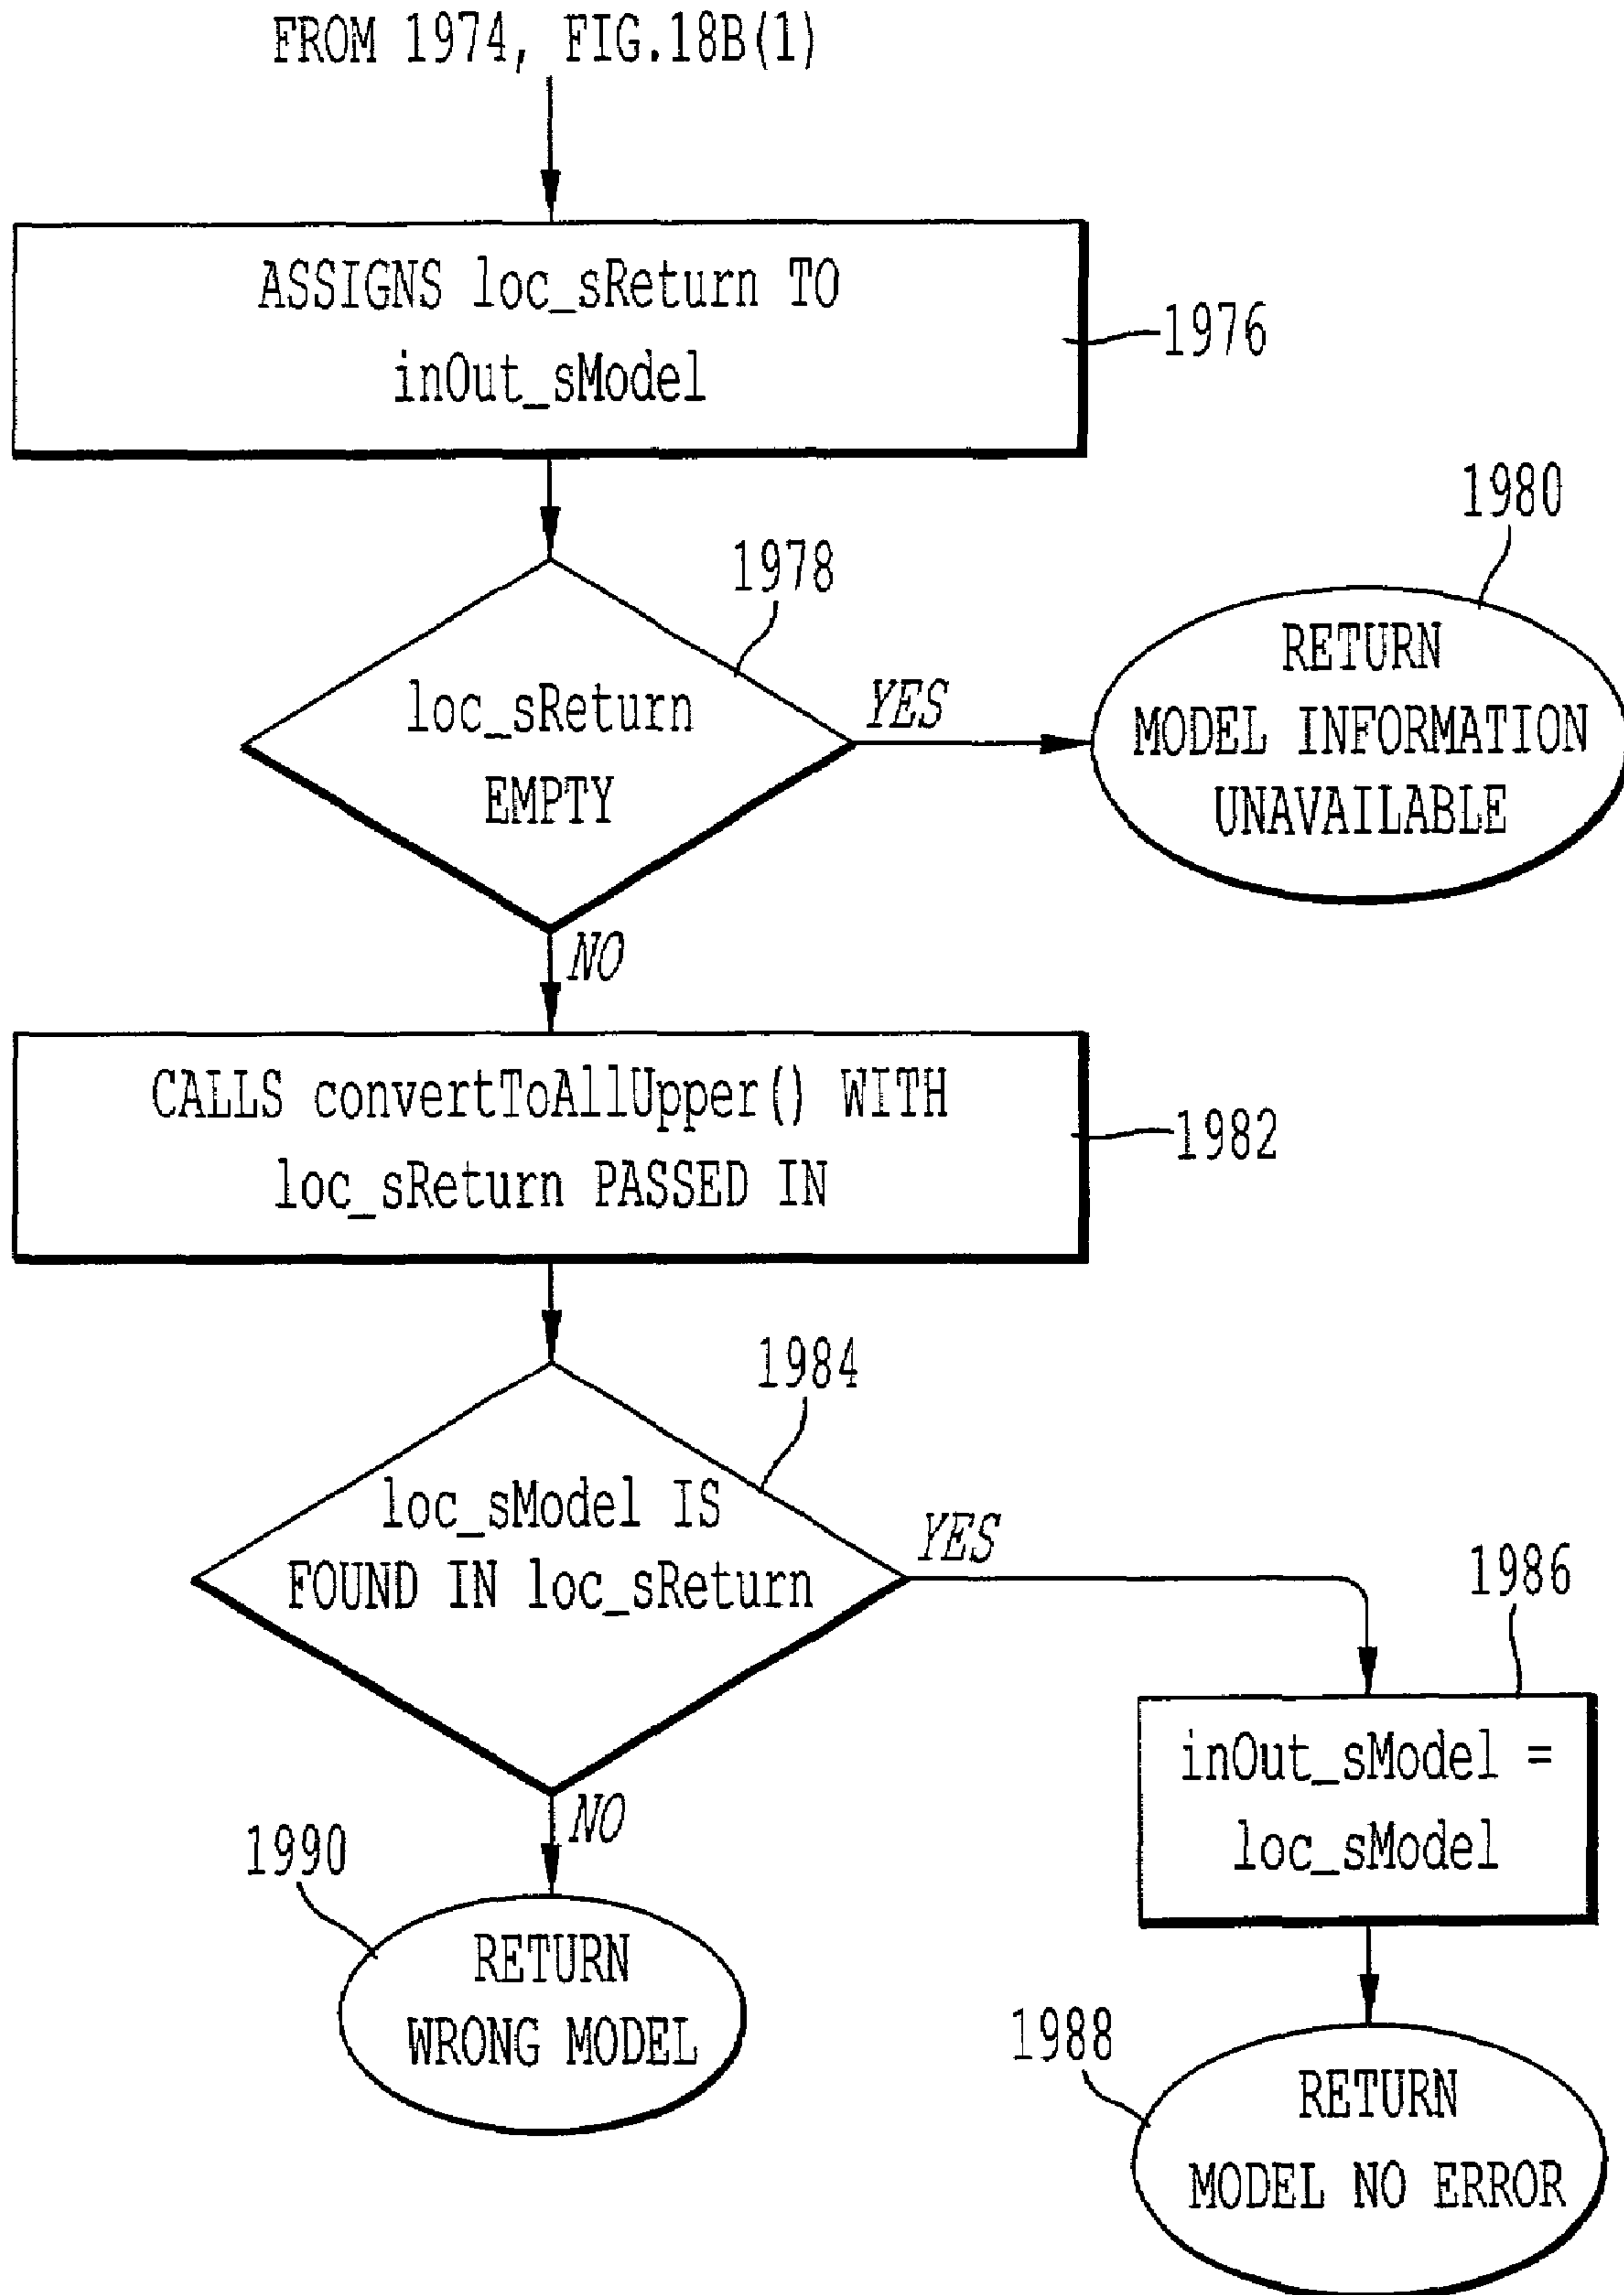 FROM 1974, FIG.18B(1)
ASSIGNS loc_sReturn TO
inOut_sModel
1976
1978
1980
loc_sReturn
EMPTY
YES
RETURN
MODEL INFORMATION
UNAVAILABLE
NO
CALLS convertToAllUpper() WITH
loc_sReturn PASSED IN
1982
1984
loc_sModel IS
FOUND IN loc_sReturn
YES
1986
inOut_sModel =
loc_sModel
NO
1990
RETURN
WRONG MODEL
1988
RETURN
MODEL NO ERROR